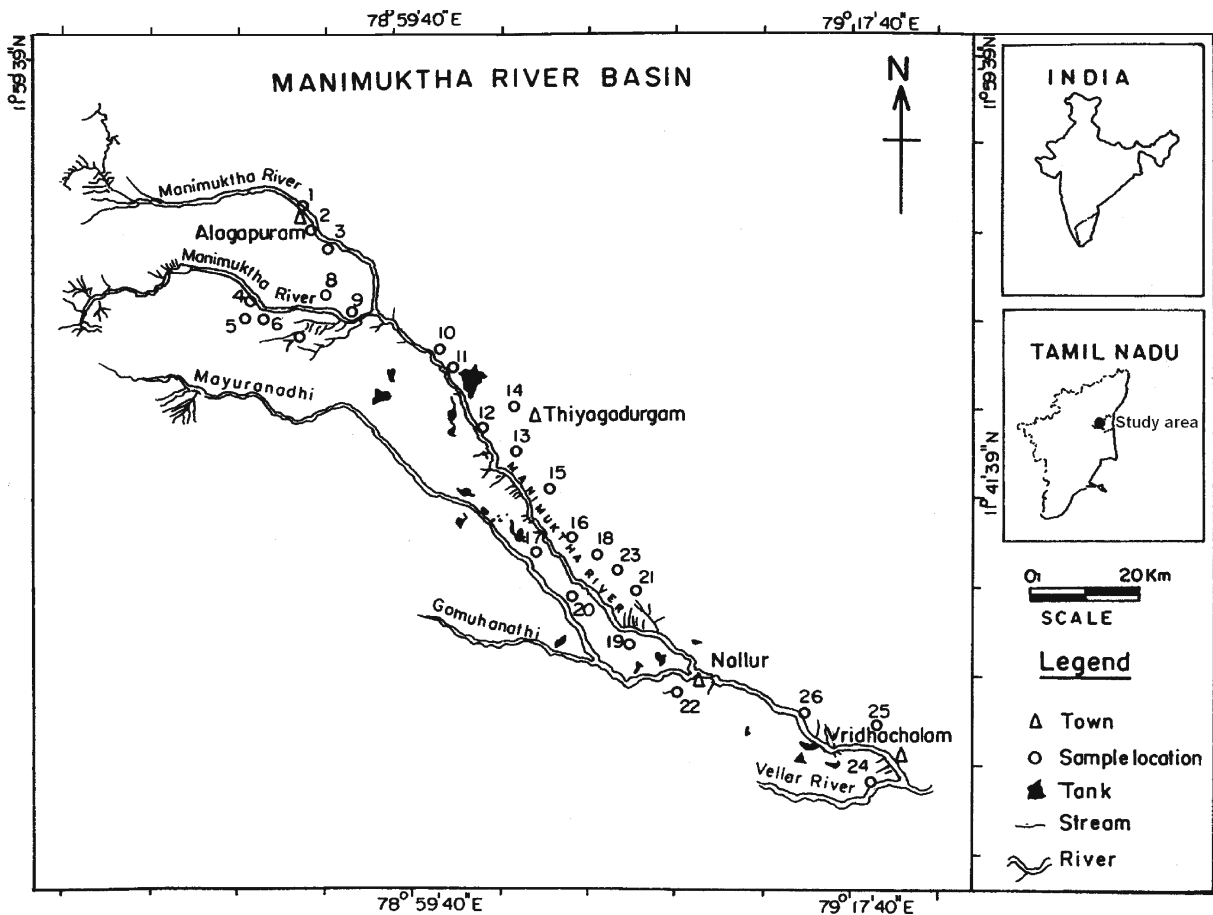 78°59'40"E
79°17'40"E
11°59'39"N
11°59'39"N
MANIMUKTHA RIVER BASIN
N
INDIA
Manimuktha River
1
2
Alagapuram
3
Manimuktha River
8
4
9
5
6
7
10
11
Mayuranadhi
14
Thiyagadurgam
12
13
TAMIL NADU
Study area
11°41'39"N
15
MANIMUKTHA RIVER
16
17
18
23
21
20
Gomuhanathi
19
Nallur
22
26
25
Vridhachalam
24
Vellar River
0
20 Km
SCALE
Legend
Town
Sample location
Tank
Stream
River
78°59'40"E
79°17'40"E